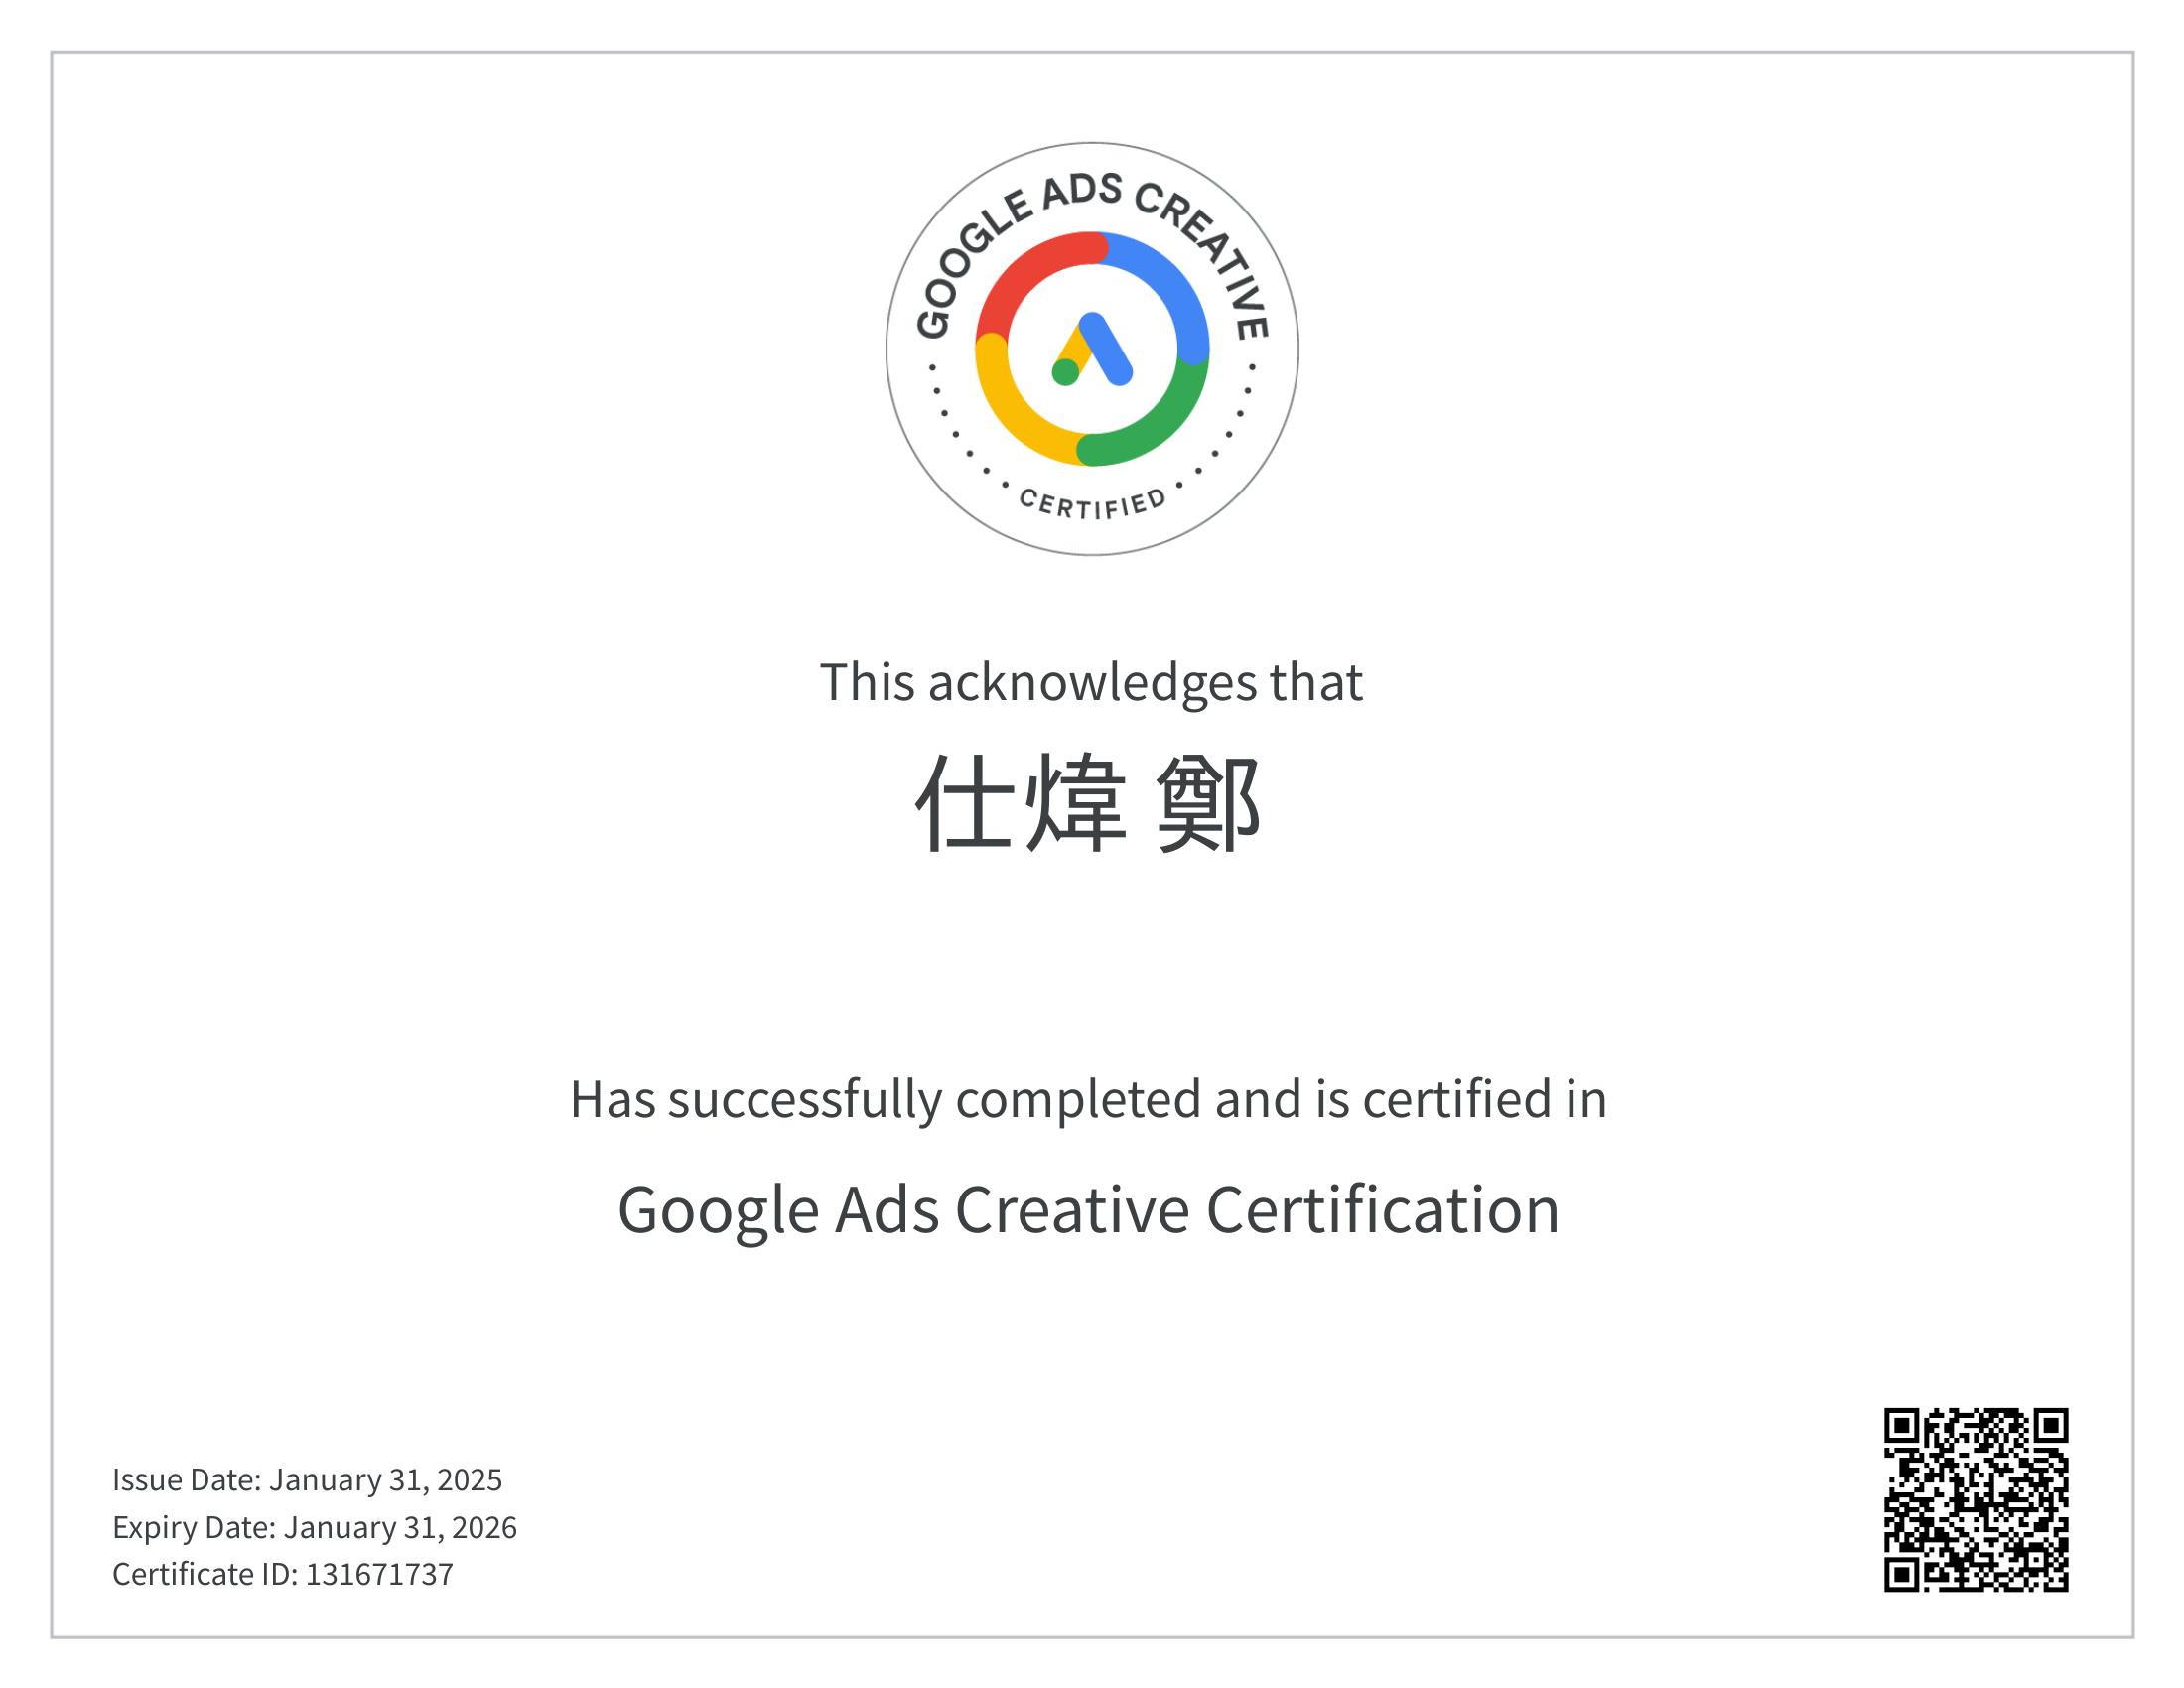 GOOGLE ADS CREATIVE
CERTIFIED
This acknowledges that
仕煒 鄭
Has successfully completed and is certified in
Google Ads Creative Certification
Issue Date: January 31, 2025
Expiry Date: January 31, 2026
Certificate ID: 131671737